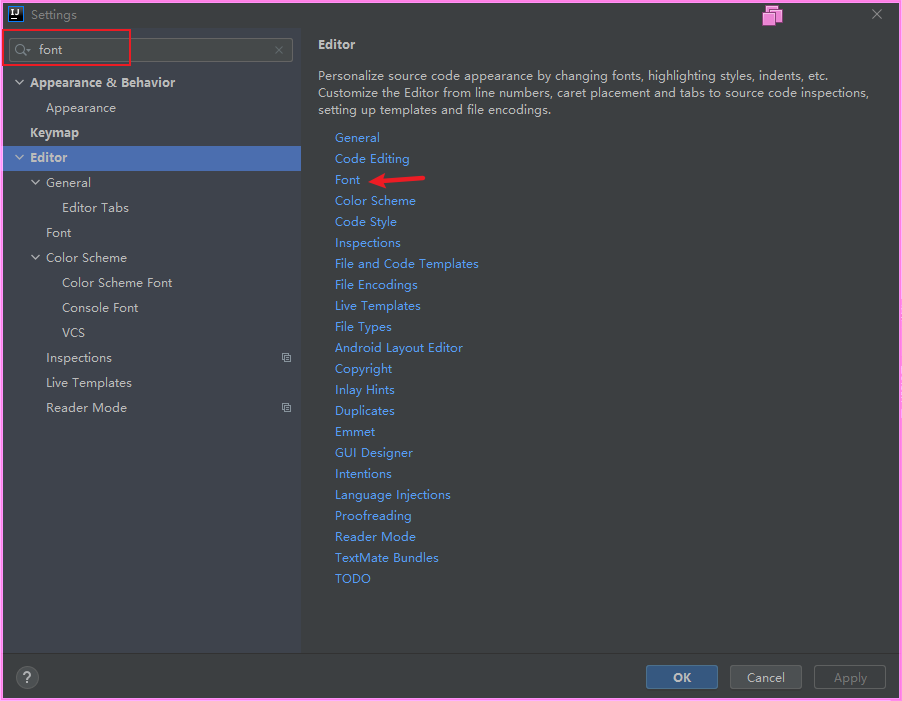 IJ Settings
font
Appearance & Behavior
Appearance
Keymap
Editor
General
Editor Tabs
Font
Color Scheme
Color Scheme Font
Console Font
VCS
Inspections
Live Templates
Reader Mode
Editor
Personalize source code appearance by changing fonts, highlighting styles, indents, etc.
Customize the Editor from line numbers, caret placement and tabs to source code inspections,
setting up templates and file encodings.
General
Code Editing
Font
Color Scheme
Code Style
Inspections
File and Code Templates
File Encodings
Live Templates
File Types
Android Layout Editor
Copyright
Inlay Hints
Duplicates
Emmet
GUI Designer
Intentions
Language Injections
Proofreading
Reader Mode
TextMate Bundles
TODO
? OK Cancel Apply